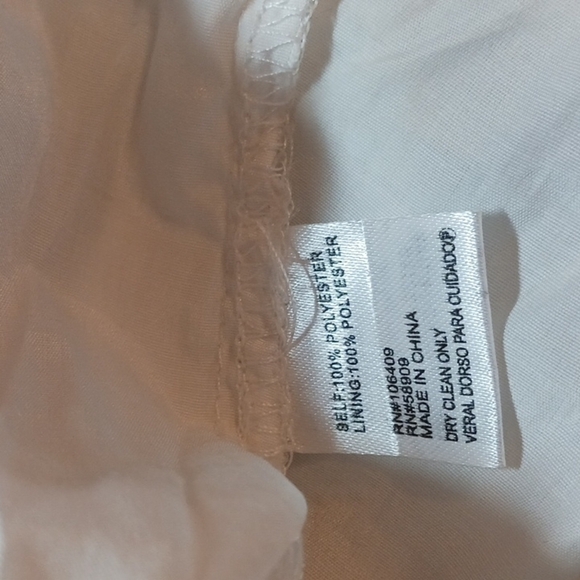 SELF:100% POLYESTER
LINING:100% POLYESTER
RN#106409
RN#58909
MADE IN CHINA
DRY CLEAN ONLY
VERAL DORSO PARA CUIDADO Ⓟ